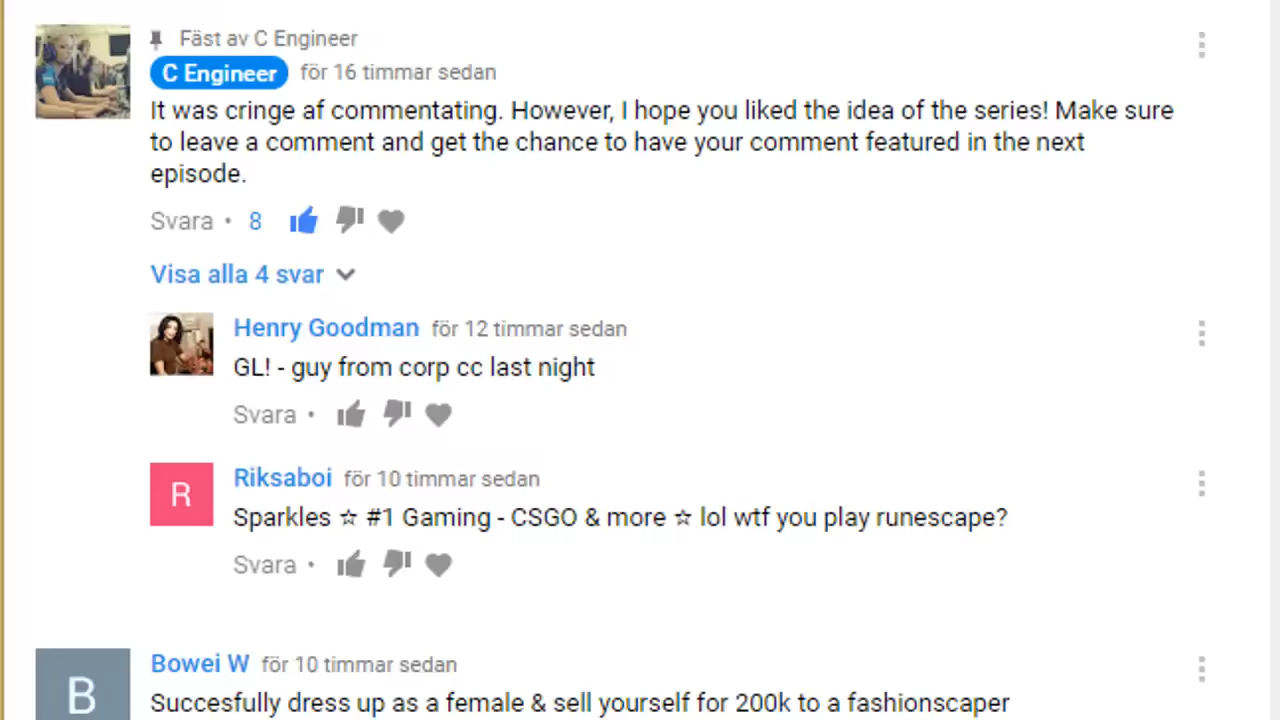 Fäst av C Engineer
C Engineer för 16 timmar sedan
It was cringe af commentating. However, I hope you liked the idea of the series! Make sure
to leave a comment and get the chance to have your comment featured in the next
episode.
Svara • 8
Visa alla 4 svar
Henry Goodman för 12 timmar sedan
GL! - guy from corp cc last night
Svara •
R
Riksaboi för 10 timmar sedan
Sparkles ☆ #1 Gaming - CSGO & more ☆ lol wtf you play runescape?
Svara •
B
Bowei W för 10 timmar sedan
Succesfully dress up as a female & sell yourself for 200k to a fashionscaper